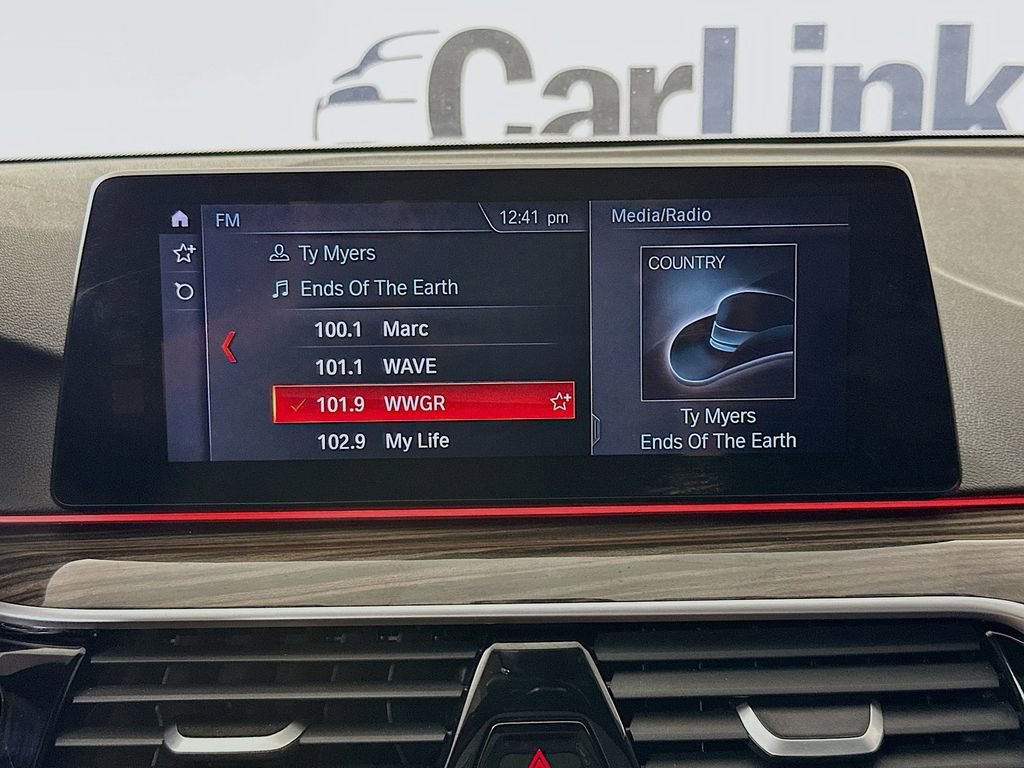 CarLink
FM
12:41 pm
Media/Radio
Ty Myers
Ends Of The Earth
100.1 Marc
101.1 WAVE
101.9 WWGR
102.9 My Life
COUNTRY
Ty Myers
Ends Of The Earth